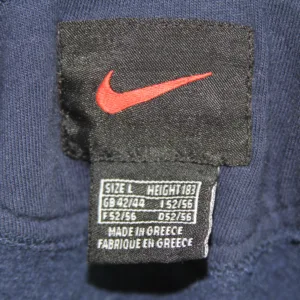 SIZE L HEIGHT 183
GB 42/44 I 52/56
F 52/56 D 52/56
MADE IN GREECE
FABRIQUE EN GRECE